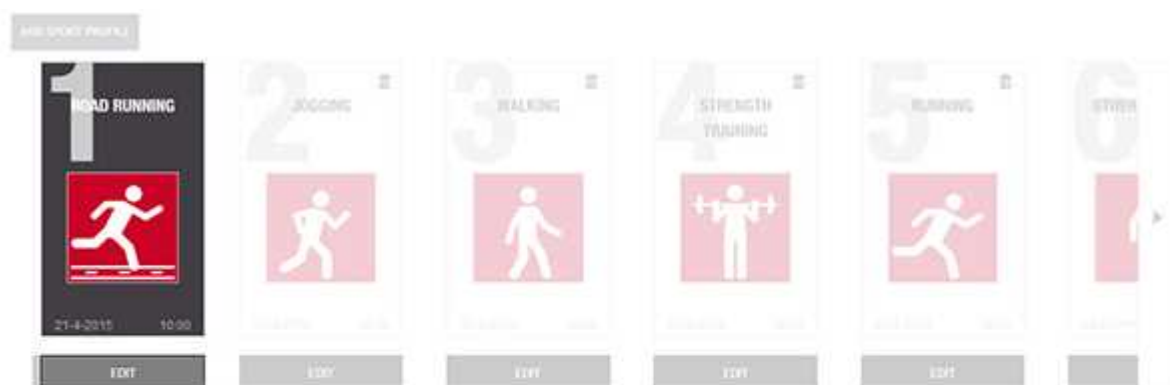 ADD SPORT PROFILE
1
ROAD RUNNING
21-4-2015 10:00
EDIT
2
JOGGING
EDIT
3
WALKING
EDIT
4
STRENGTH
TRAINING
EDIT
5
RUNNING
EDIT
6